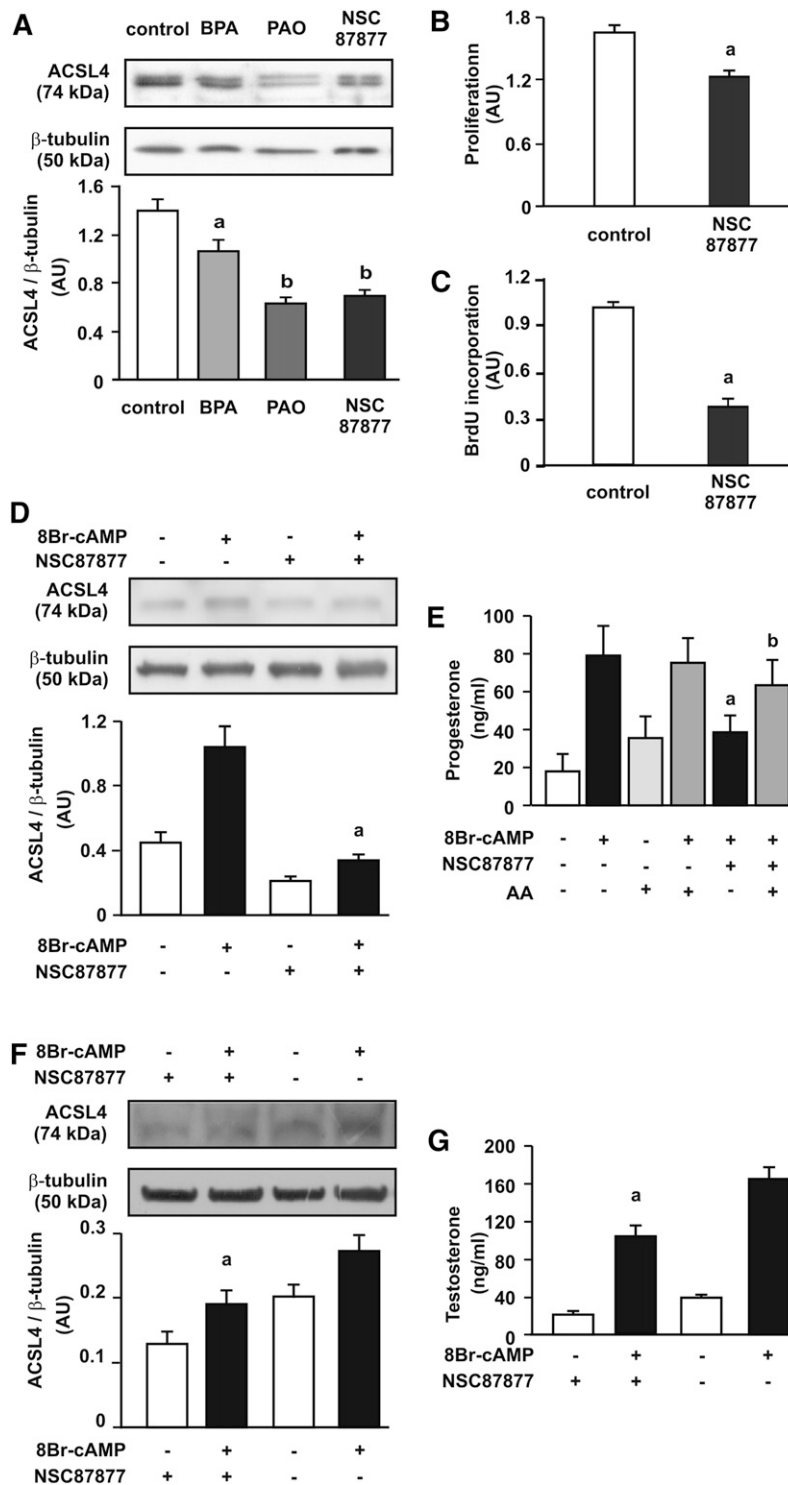 A
control BPA PAO NSC 87877
ACSL4
(74 kDa)
β-tubulin
(50 kDa)
ACSL4 / β-tubulin
(AU)
1.6
1.2
0.8
0.4
0
a
b
b
control BPA PAO NSC 87877
B
Proliferationn
(AU)
1.8
1.2
0.6
0
a
control NSC 87877
C
BrdU incorporation
(AU)
1.2
0.9
0.6
0.3
0
a
control NSC 87877
D
8Br-cAMP - + - +
NSC87877 - - + +
ACSL4
(74 kDa)
β-tubulin
(50 kDa)
ACSL4 / β-tubulin
(AU)
1.2
0.8
0.4
0
a
8Br-cAMP - + - +
NSC87877 - - + +
E
Progesterone
(ng/ml)
100
80
60
40
20
0
a
b
8Br-cAMP - + - + + +
NSC87877 - - - - + +
AA - - + + - +
F
8Br-cAMP - + - +
NSC87877 + + - -
ACSL4
(74 kDa)
β-tubulin
(50 kDa)
ACSL4 / β-tubulin
(AU)
0.3
0.2
0.1
0
a
8Br-cAMP - + - +
NSC87877 + + - -
G
Testosterone
(ng/ml)
200
160
120
80
40
0
a
8Br-cAMP - + - +
NSC87877 + + - -